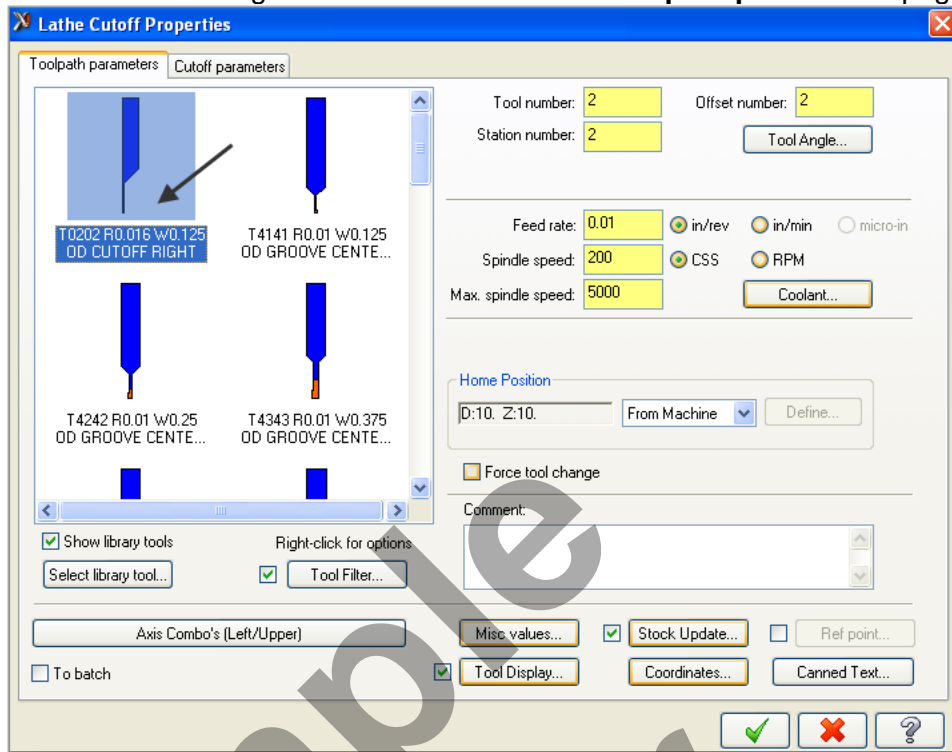 Lathe Cutoff Properties
Toolpath parameters Cutoff parameters
T0202 R0.016 W0.125
OD CUTOFF RIGHT
T4141 R0.01 W0.125
OD GROOVE CENTE...
T4242 R0.01 W0.25
OD GROOVE CENTE...
T4343 R0.01 W0.375
OD GROOVE CENTE...
Show library tools
Right-click for options
Select library tool...
Tool Filter...
Tool number: 2 Offset number: 2
Station number: 2 Tool Angle...
Feed rate: 0.01 in/rev in/min micro-in
Spindle speed: 200 CSS RPM
Max. spindle speed: 5000 Coolant...
Home Position
D:10. Z:10. From Machine Define...
Force tool change
Comment:
Axis Combo's (Left/Upper)
Misc values... Stock Update... Ref point...
To batch
Tool Display... Coordinates... Canned Text...